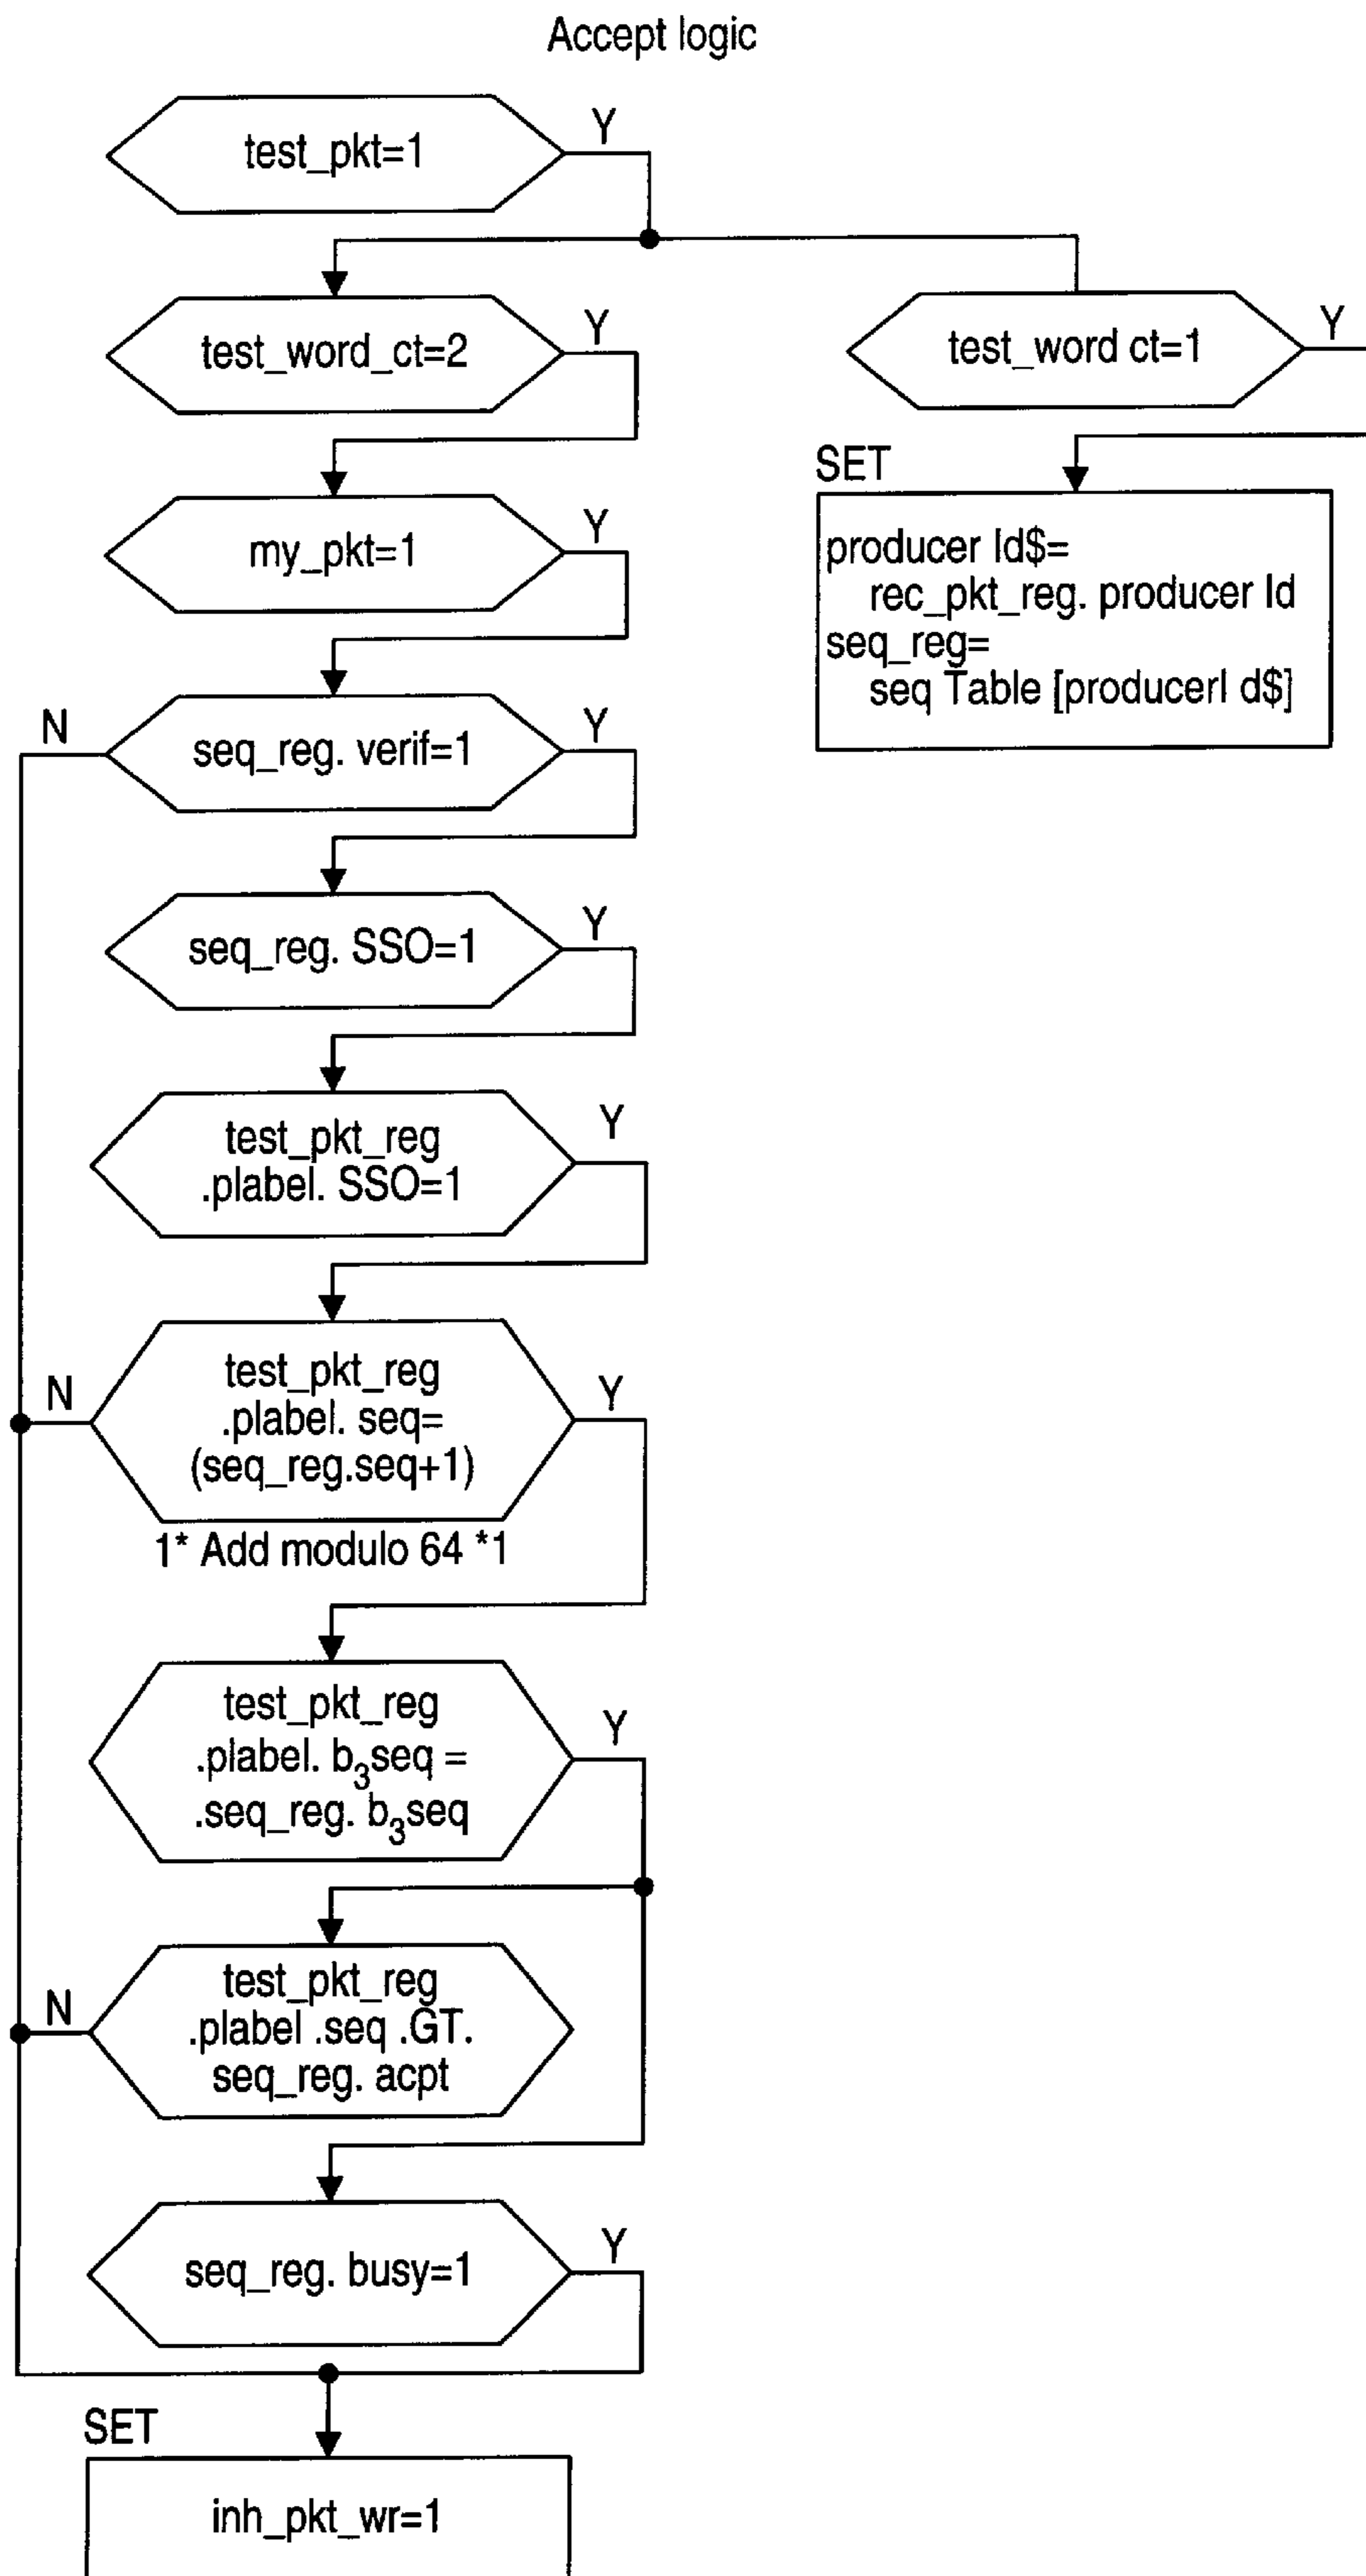 Accept logic
test_pkt=1
Y
test_word_ct=2
Y
test_word ct=1
Y
my_pkt=1
Y
SET
producer Id$=
rec_pkt_reg. producer Id
seq_reg=
seq Table [producerI d$]
N
seq_reg. verif=1
Y
seq_reg. SSO=1
Y
test_pkt_reg
.plabel. SSO=1
Y
N
test_pkt_reg
.plabel. seq=
(seq_reg.seq+1)
Y
1* Add modulo 64 *1
test_pkt_reg
.plabel. b₃seq =
.seq_reg. b₃seq
Y
N
test_pkt_reg
.plabel .seq .GT.
seq_reg. acpt
seq_reg. busy=1
Y
SET
inh_pkt_wr=1